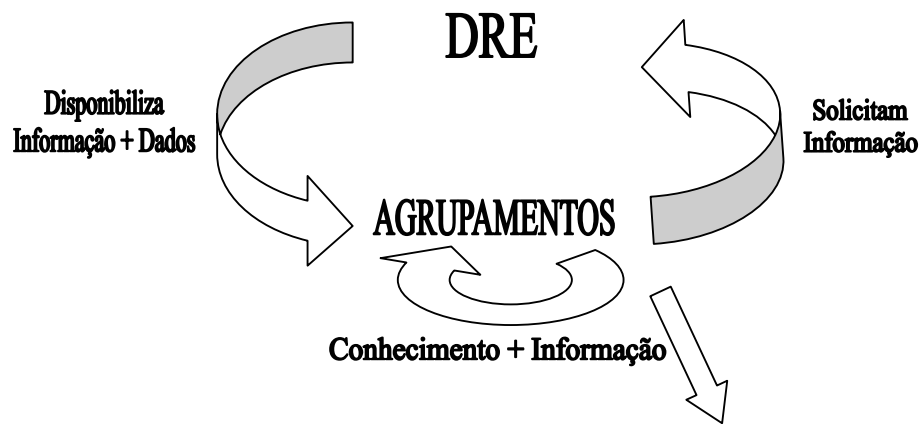 DRE
Disponibiliza
Informação + Dados
Solicitam
Informação
AGRUPAMENTOS
Conhecimento + Informação